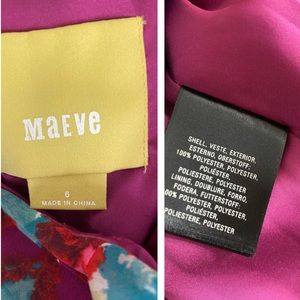 MAEVE
6
MADE IN CHINA
SHELL, VESTE, EXTERIOR.
ESTERNO, OBERSTOFF:
100% POLYESTER, POLYESTER,
POLIÉSTER, POLYESTER
LINING, DOUBLURE, FORRO,
FODERA, FUTTERSTOFF:
100% POLYESTER, POLYESTER,
POLIÉSTER,
POLIESTERE, POLYESTER